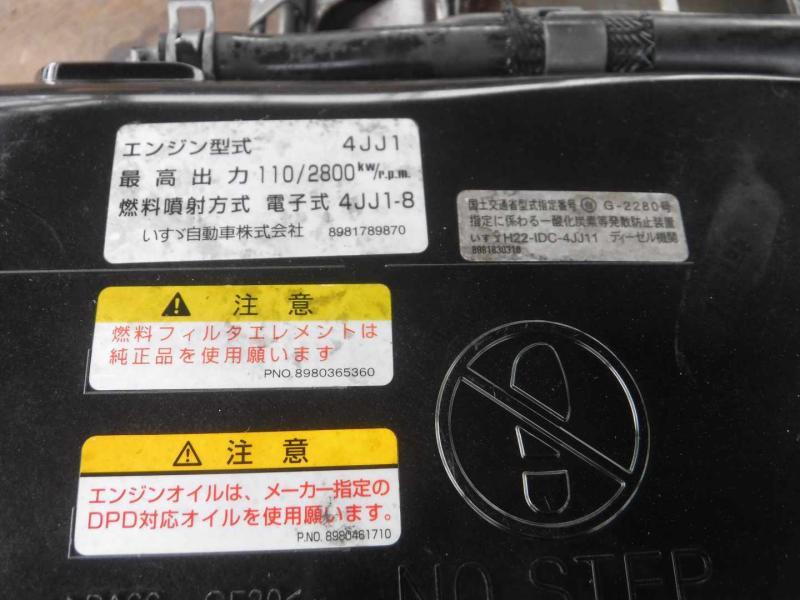 エンジン型式 4JJ1
最高出力 110/2800 kw/r.p.m.
燃料噴射方式 電子式 4JJ1-8
いすゞ自動車株式会社 8981789870
国土交通省型式指定番号 G-2280号
指定に係わる一酸化炭素等発散防止装置
いすゞH22-IDC-4JJ11 ディーゼル機関
8981830310
注意
燃料フィルタエレメントは
純正品を使用願います
PNO. 8980365360
注意
エンジンオイルは、メーカー指定の
DPD対応オイルを使用願います。
P.NO. 8980461710
NO STEP